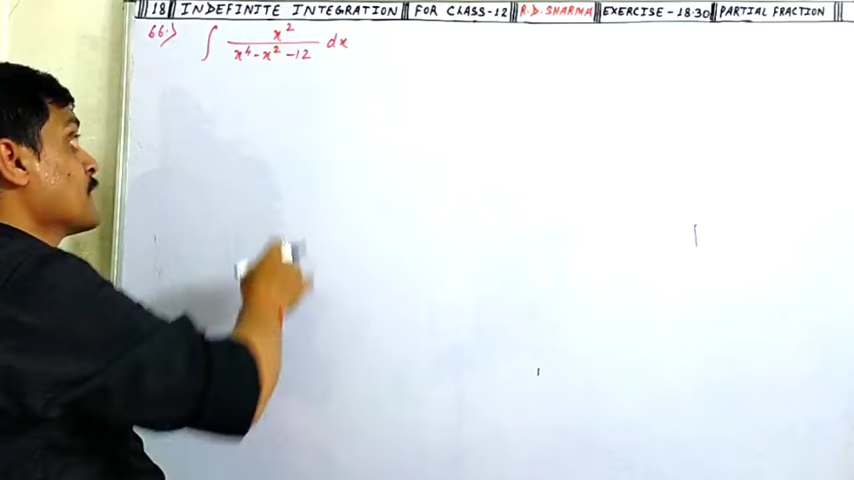 18 INDEFINITE INTEGRATION FOR CLASS-12 R.D. SHARMA EXERCISE-18.30 PARTIAL FRACTION
66.) ∫ x² / (x⁴ - x² - 12) dx